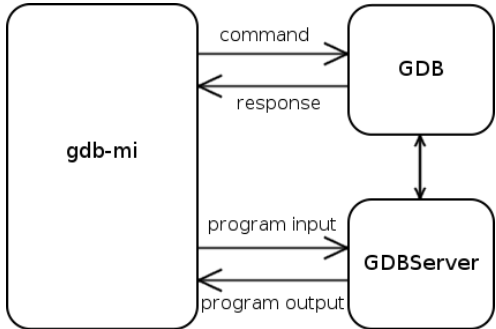 command
GDB
response
gdb-mi
program input
GDBServer
program output